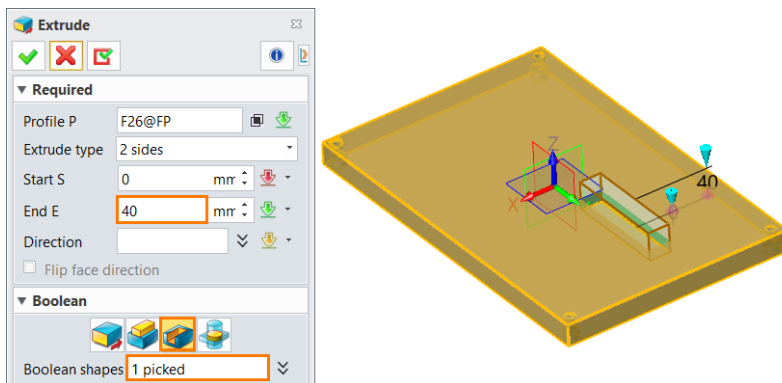 Extrude
Required
Profile P F26@FP
Extrude type 2 sides
Start S 0 mm
End E 40 mm
Direction
Flip face direction
Boolean
Boolean shapes 1 picked
Z
X
40
0